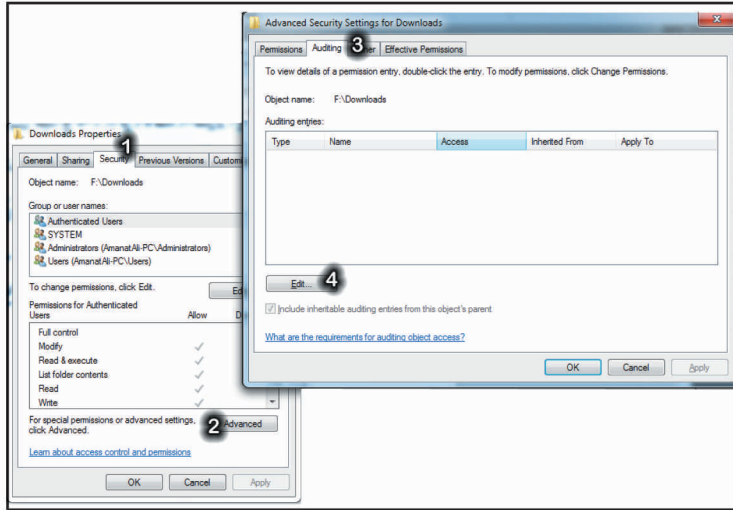 Downloads Properties
1
General Sharing Security Previous Versions
Object name: F:\Downloads
Group or user names:
Authenticated Users
SYSTEM
Administrators (AmanatAli-PC\Administrators)
Users (AmanatAli-PC\Users)
To change permissions, click Edit.
Permissions for Authenticated
Users Allow
Full control
Modify
Read & execute
List folder contents
Read
Write
For special permissions or advanced settings,
click Advanced.
2 Advanced
Learn about access control and permissions
OK Cancel Apply
Advanced Security Settings for Downloads
Permissions Auditing 3 Effective Permissions
To view details of a permission entry, double-click the entry. To modify permissions, click Change Permissions.
Object name: F:\Downloads
Auditing entries:
Type Name Access Inherited From Apply To
Edit... 4
Include inheritable auditing entries from this object's parent
What are the requirements for auditing object access?
OK Cancel Apply